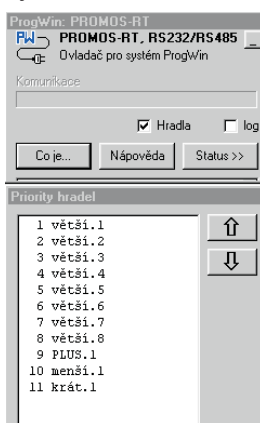 ProgWin: PROMOS-RT
PW PROMOS-RT, RS232/RS485
Ovladač pro systém ProgWin
Komunikace
Hradla log
Co je... Nápověda Status >>
Priority hradel
1 větší.1
2 větší.2
3 větší.3
4 větší.4
5 větší.5
6 větší.6
7 větší.7
8 větší.8
9 PLUS.1
10 menší.1
11 krát.1